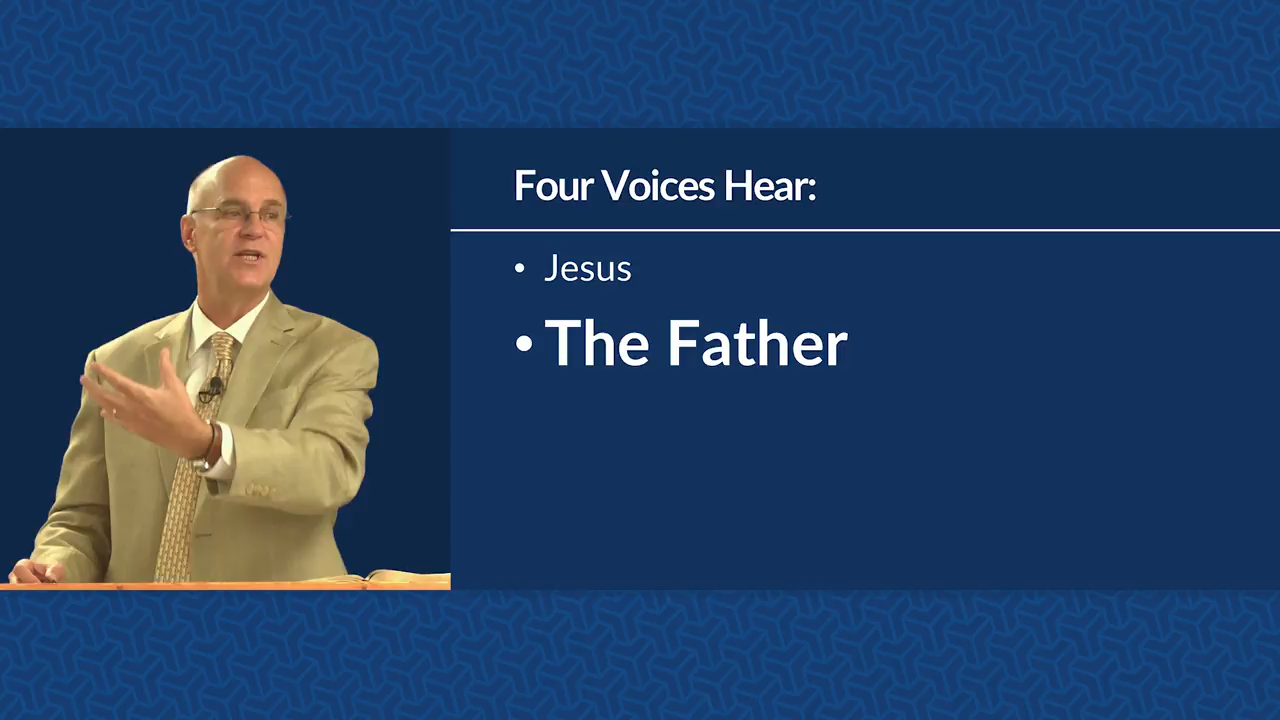 Four Voices Hear:
• Jesus
• The Father